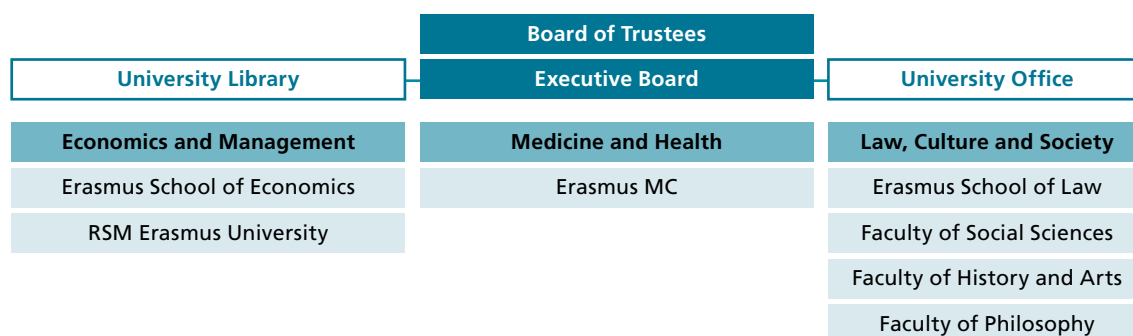 Board of Trustees
University Library
Executive Board
University Office
Economics and Management
Medicine and Health
Law, Culture and Society
Erasmus School of Economics
Erasmus MC
Erasmus School of Law
RSM Erasmus University
Faculty of Social Sciences
Faculty of History and Arts
Faculty of Philosophy